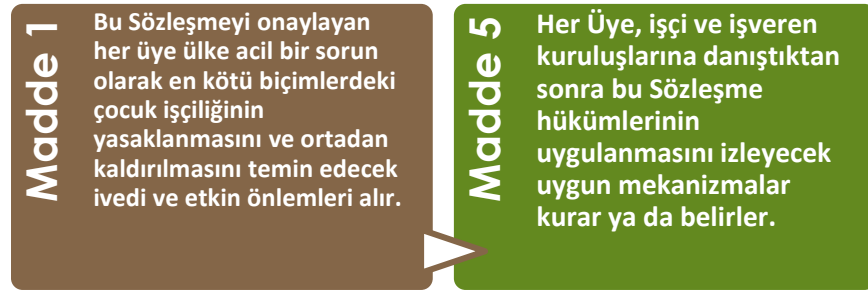 Madde 1
Bu Sözleşmeyi onaylayan
her üye ülke acil bir sorun
olarak en kötü biçimlerdeki
çocuk işçiliğinin
yasaklanmasını ve ortadan
kaldırılmasını temin edecek
ivedi ve etkin önlemleri alır.
Madde 5
Her Üye, işçi ve işveren
kuruluşlarına danıştıktan
sonra bu Sözleşme
hükümlerinin
uygulanmasını izleyecek
uygun mekanizmalar
kurar ya da belirler.